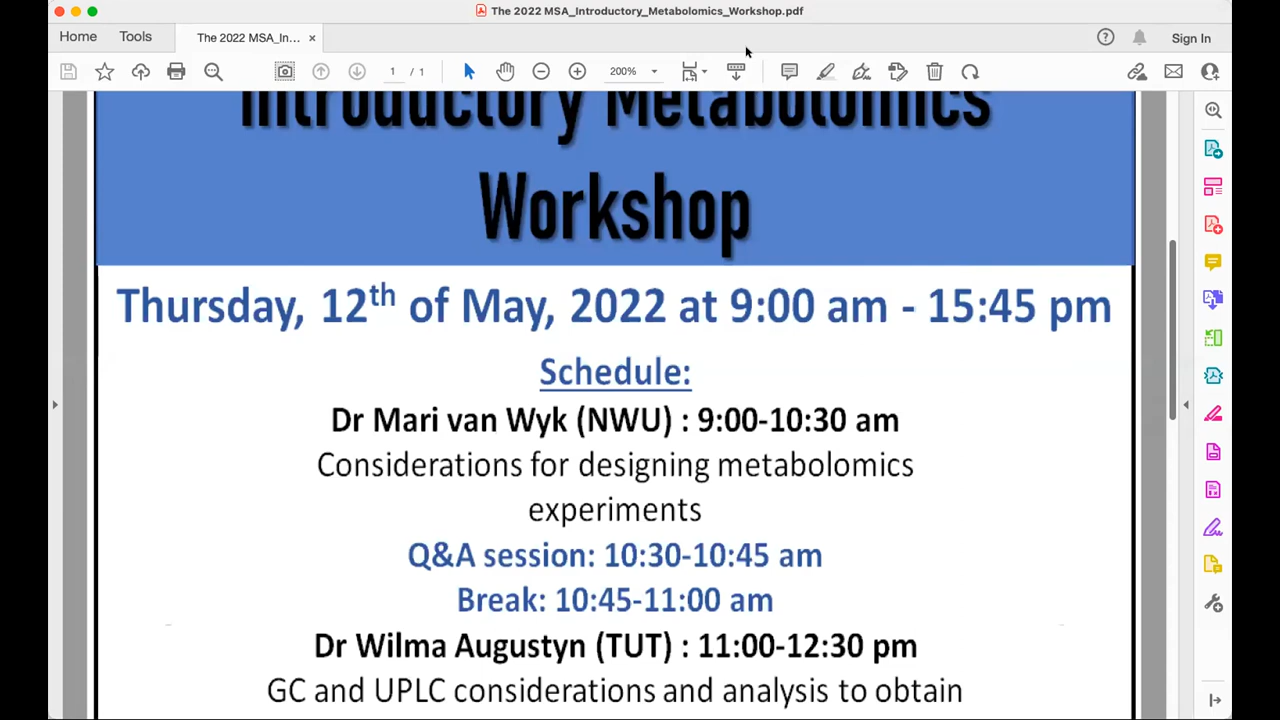 The 2022 MSA_Introductory_Metabolomics_Workshop.pdf
Home
Tools
The 2022 MSA_In...
Sign In
1 / 1
200%
Introductory Metabolomics
Workshop
Thursday, 12th of May, 2022 at 9:00 am - 15:45 pm
Schedule:
Dr Mari van Wyk (NWU) : 9:00-10:30 am
Considerations for designing metabolomics
experiments
Q&A session: 10:30-10:45 am
Break: 10:45-11:00 am
Dr Wilma Augustyn (TUT) : 11:00-12:30 pm
GC and UPLC considerations and analysis to obtain